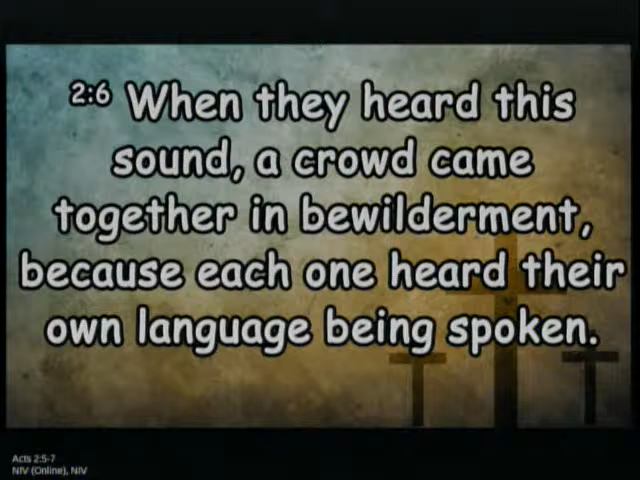 2:6 When they heard this
sound, a crowd came
together in bewilderment,
because each one heard their
own language being spoken.
Acts 2:5-7
NIV (Online), NIV